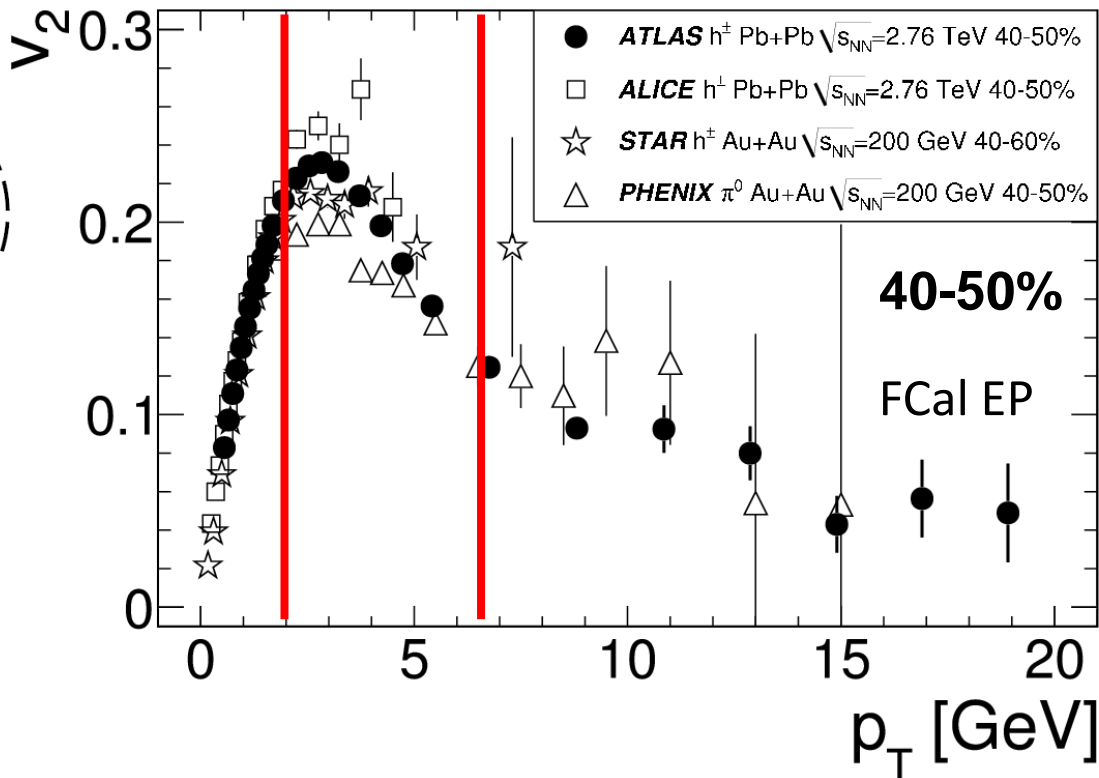 v2
0.3
0.2
0.1
0
ATLAS h± Pb+Pb √sNN=2.76 TeV 40-50%
ALICE h± Pb+Pb √sNN=2.76 TeV 40-50%
STAR h± Au+Au √sNN=200 GeV 40-60%
PHENIX π0 Au+Au √sNN=200 GeV 40-50%
40-50%
FCal EP
0 5 10 15 20
pT [GeV]